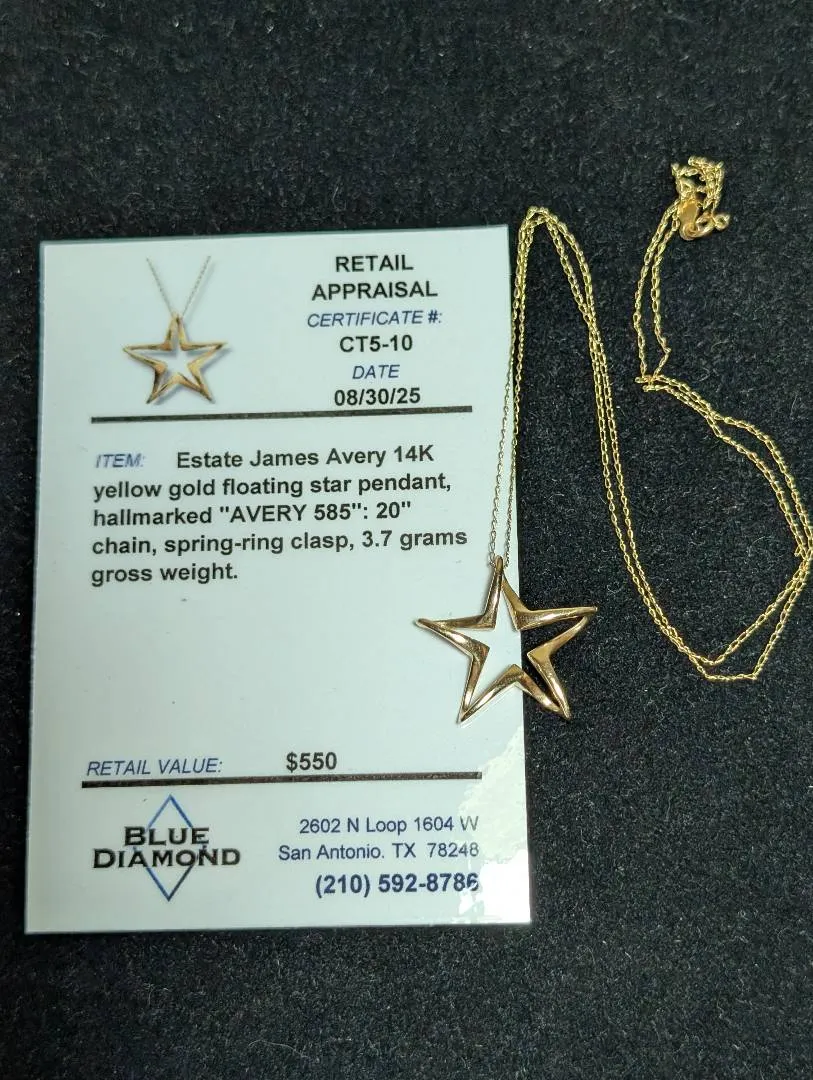 RETAIL
APPRAISAL
CERTIFICATE #:
CT5-10
DATE
08/30/25
ITEM: Estate James Avery 14K
yellow gold floating star pendant,
hallmarked "AVERY 585": 20"
chain, spring-ring clasp, 3.7 grams
gross weight.
RETAIL VALUE: $550
BLUE
DIAMOND
2602 N Loop 1604 W
San Antonio. TX 78248
(210) 592-8786